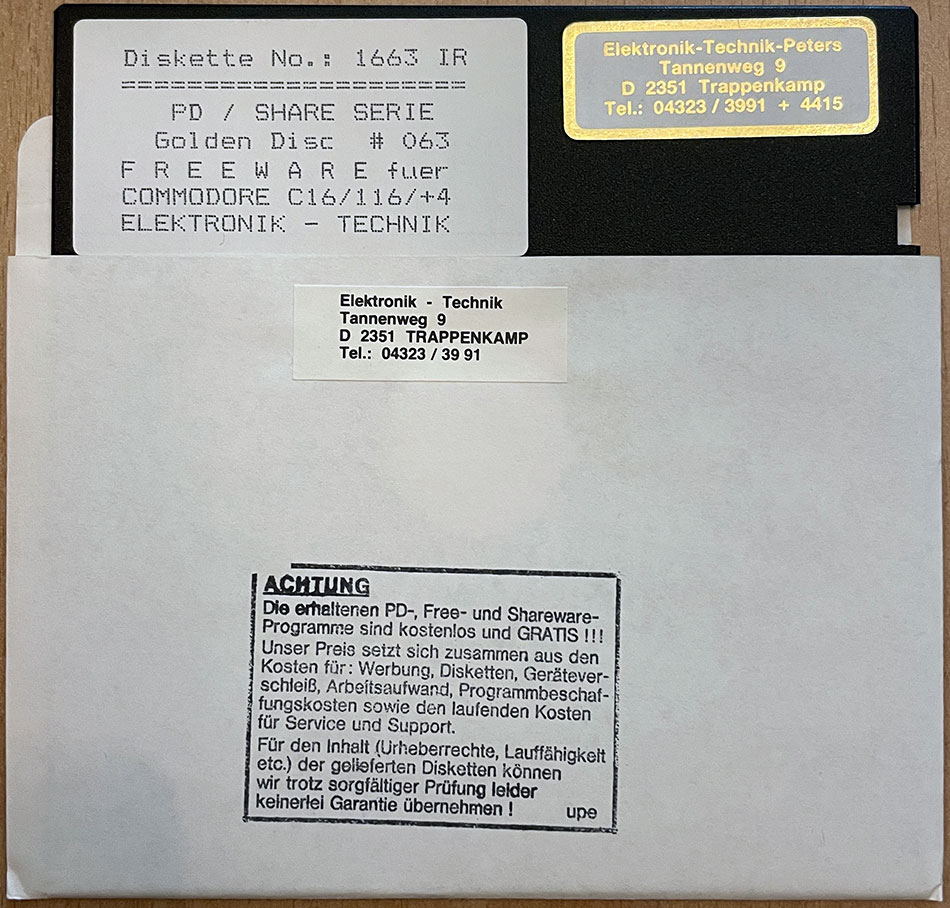 Diskette No.: 1663 IR
=====================
PD / SHARE SERIE
Golden Disc # 063
F R E E W A R E fuer
COMMODORE C16/116/+4
ELEKTRONIK - TECHNIK
Elektronik-Technik-Peters
Tannenweg 9
D 2351 Trappenkamp
Tel.: 04323 / 3991 + 4415
Elektronik - Technik
Tannenweg 9
D 2351 TRAPPENKAMP
Tel.: 04323 / 39 91
ACHTUNG
Die erhaltenen PD-, Free- und Shareware-
Programme sind kostenlos und GRATIS !!!
Unser Preis setzt sich zusammen aus den
Kosten für: Werbung, Disketten, Gerätever-
schleiß, Arbeitsaufwand, Programmbeschaf-
fungskosten sowie den laufenden Kosten
für Service und Support.
Für den Inhalt (Urheberrechte, Lauffähigkeit
etc.) der gelieferten Disketten können
wir trotz sorgfältiger Prüfung leider
keinerlei Garantie übernehmen ! upe